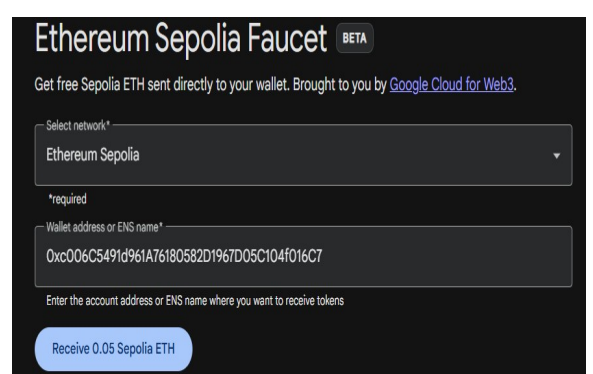 Ethereum Sepolia Faucet BETA
Get free Sepolia ETH sent directly to your wallet. Brought to you by Google Cloud for Web3.
Select network*
Ethereum Sepolia
*required
Wallet address or ENS name*
0xc006C5491d961A76180582D1967D05C104f016C7
Enter the account address or ENS name where you want to receive tokens
Receive 0.05 Sepolia ETH